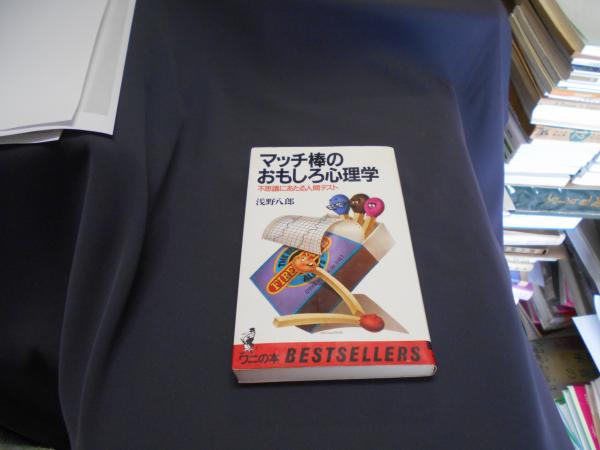 マッチ棒の
おもしろ心理学
不思議にあたる人間テスト
浅野八郎
FIRE
ワニの本 BESTSELLERS